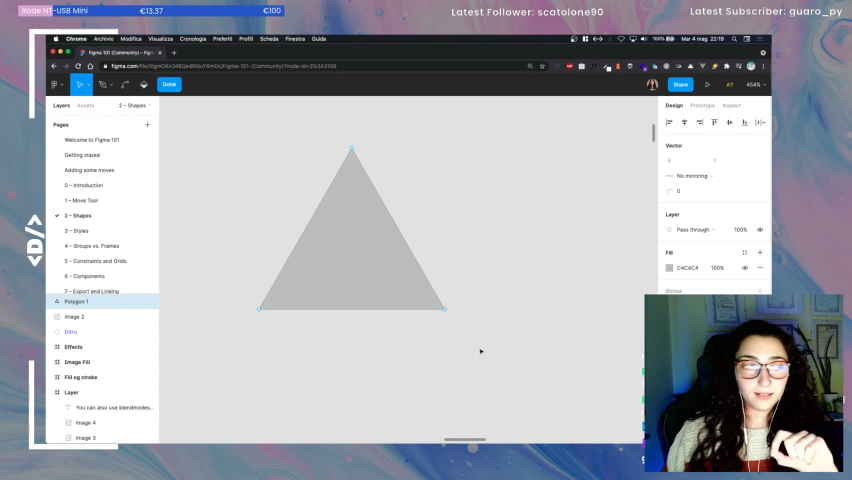 Rode NT-USB Mini €13.37 €100
Latest Follower: scatolone90
Latest Subscriber: guaro_py
Chrome Archivio Modifica Visualizza Cronologia Preferiti Profili Scheda Finestra Guida
100% Mar 4 mag 22:19
Figma 101 (Community) – Fig
Done
Share
A?
454%
Layers Assets 2 – Shapes
Design Prototype Inspect
Pages
Welcome to Figma 101
Getting stared
Adding some moves
0 – Introduction
1 – Move Tool
2 – Shapes
3 – Styles
4 – Groups vs. Frames
5 – Constraints and Grids
6 – Components
7 – Export and Linking
Polygon 1
image 2
Intro
Effects
Image Fill
Fill og stroke
Layer
You can also use blendmodes...
image 4
image 3
Vector
X Y
No mirroring
0
Layer
Pass through 100%
Fill
C4C4C4 100%
Stroke
<D/>